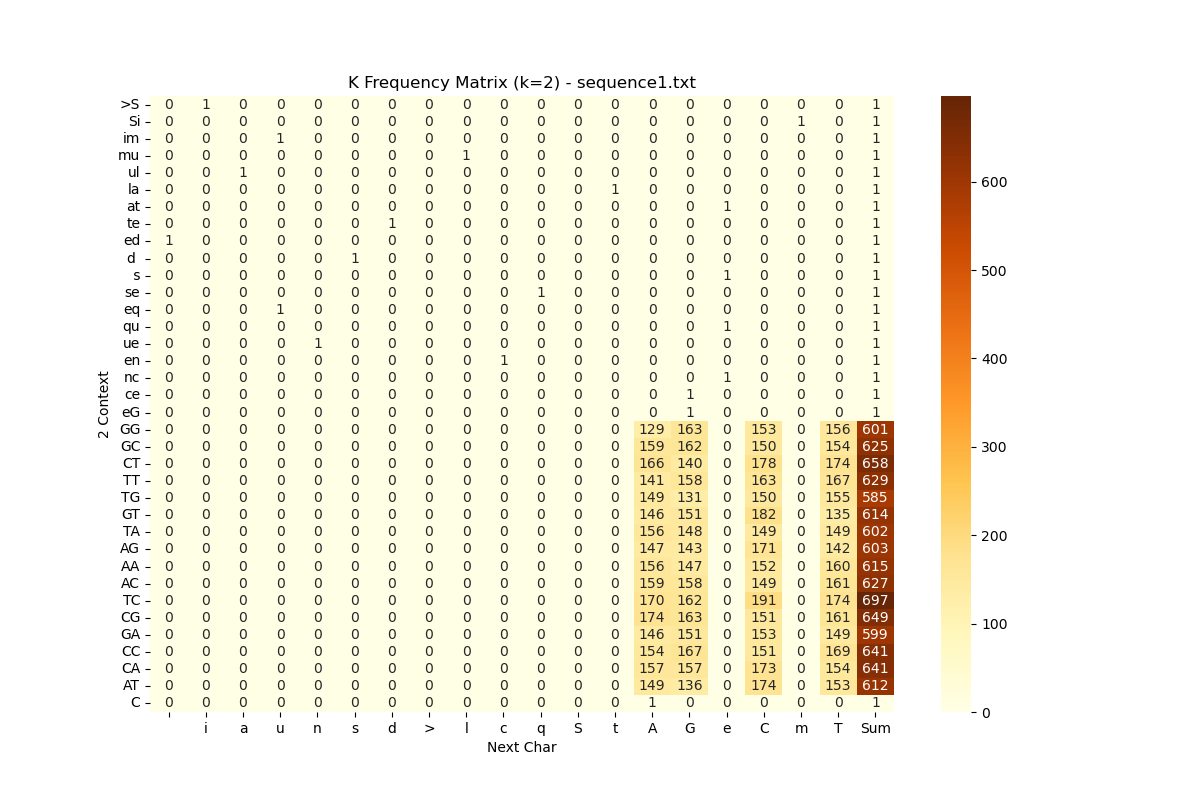 K Frequency Matrix (k=2) - sequence1.txt
>S 0 1 0 0 0 0 0 0 0 0 0 0 0 0 0 0 0 0 0 1
Si 0 0 0 0 0 0 0 0 0 0 0 0 0 0 0 0 0 1 0 1
im 0 0 0 1 0 0 0 0 0 0 0 0 0 0 0 0 0 0 0 1
mu 0 0 0 0 0 0 0 0 1 0 0 0 0 0 0 0 0 0 0 1
ul 0 0 1 0 0 0 0 0 0 0 0 0 0 0 0 0 0 0 0 1
la 0 0 0 0 0 0 0 0 0 0 0 0 1 0 0 0 0 0 0 1
at 0 0 0 0 0 0 0 0 0 0 0 0 0 0 0 1 0 0 0 1
te 0 0 0 0 0 0 1 0 0 0 0 0 0 0 0 0 0 0 0 1
ed 1 0 0 0 0 0 0 0 0 0 0 0 0 0 0 0 0 0 0 1
d 0 0 0 0 0 1 0 0 0 0 0 0 0 0 0 0 0 0 0 1
s 0 0 0 0 0 0 0 0 0 0 0 0 0 0 0 1 0 0 0 1
se 0 0 0 0 0 0 0 0 0 0 1 0 0 0 0 0 0 0 0 1
eq 0 0 0 1 0 0 0 0 0 0 0 0 0 0 0 0 0 0 0 1
qu 0 0 0 0 0 0 0 0 0 0 0 0 0 0 0 1 0 0 0 1
ue 0 0 0 0 1 0 0 0 0 0 0 0 0 0 0 0 0 0 0 1
en 0 0 0 0 0 0 0 0 0 1 0 0 0 0 0 0 0 0 0 1
nc 0 0 0 0 0 0 0 0 0 0 0 0 0 0 0 1 0 0 0 1
ce 0 0 0 0 0 0 0 0 0 0 0 0 0 0 1 0 0 0 0 1
eG 0 0 0 0 0 0 0 0 0 0 0 0 0 0 1 0 0 0 0 1
GG 0 0 0 0 0 0 0 0 0 0 0 0 0 129 163 0 153 0 156 601
GC 0 0 0 0 0 0 0 0 0 0 0 0 0 159 162 0 150 0 154 625
CT 0 0 0 0 0 0 0 0 0 0 0 0 0 166 140 0 178 0 174 658
TT 0 0 0 0 0 0 0 0 0 0 0 0 0 141 158 0 163 0 167 629
TG 0 0 0 0 0 0 0 0 0 0 0 0 0 149 131 0 150 0 155 585
GT 0 0 0 0 0 0 0 0 0 0 0 0 0 146 151 0 182 0 135 614
TA 0 0 0 0 0 0 0 0 0 0 0 0 0 156 148 0 149 0 149 602
AG 0 0 0 0 0 0 0 0 0 0 0 0 0 147 143 0 171 0 142 603
AA 0 0 0 0 0 0 0 0 0 0 0 0 0 156 147 0 152 0 160 615
AC 0 0 0 0 0 0 0 0 0 0 0 0 0 159 158 0 149 0 161 627
TC 0 0 0 0 0 0 0 0 0 0 0 0 0 170 162 0 191 0 174 697
CG 0 0 0 0 0 0 0 0 0 0 0 0 0 174 163 0 151 0 161 649
GA 0 0 0 0 0 0 0 0 0 0 0 0 0 146 151 0 153 0 149 599
CC 0 0 0 0 0 0 0 0 0 0 0 0 0 154 167 0 151 0 169 641
CA 0 0 0 0 0 0 0 0 0 0 0 0 0 157 157 0 173 0 154 641
AT 0 0 0 0 0 0 0 0 0 0 0 0 0 149 136 0 174 0 153 612
C 0 0 0 0 0 0 0 0 0 0 0 0 0 1 0 0 0 0 0 1
i a u n s d > l c q S t A G e C m T Sum
Next Char
2 Context
600
500
400
300
200
100
0